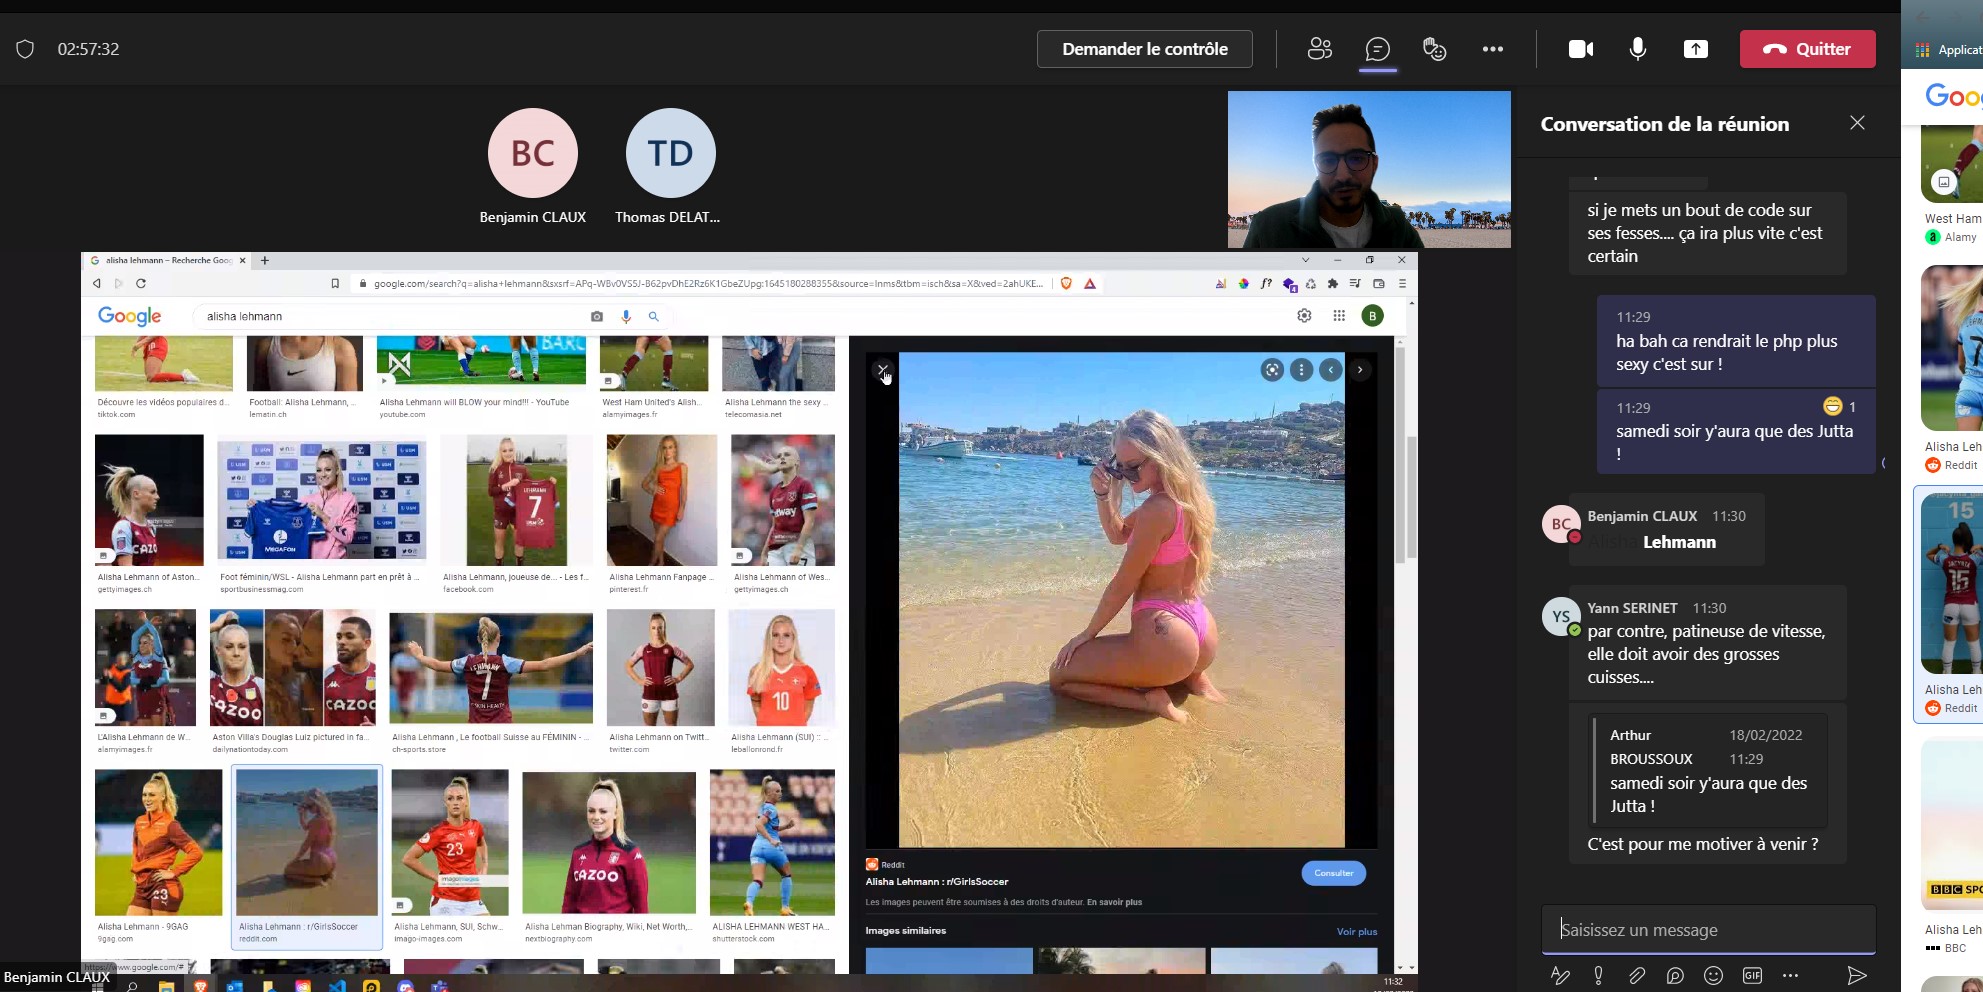 02:57:32
Demander le contrôle
Quitter
Applicat
BC
TD
Benjamin CLAUX
Thomas DELAT...
alisha lehmann – Recherche Goog
google.com/search?q=alisha+lehmann&sxsrf=APq-WBv0VS5J-B62pvDhE2Rz6K1GbeZUpg:1645180288355&source=lnms&tbm=isch&sa=X&ved=2ahUKE...
Google
alisha lehmann
B
Découvre les vidéos populaires d...
tiktok.com
Football: Alisha Lehmann, ...
lematin.ch
Alisha Lehmann will BLOW your mind!!! - YouTube
youtube.com
West Ham United's Alish...
alamyimages.fr
Alisha Lehmann the sexy ...
telecomasia.net
Alisha Lehmann of Aston...
gettyimages.ch
Foot féminin/WSL - Alisha Lehmann part en prêt à ...
sportbusinessmag.com
Alisha Lehmann, joueuse de... - Les f...
facebook.com
Alisha Lehmann Fanpage ...
pinterest.fr
Alisha Lehmann of Wes...
gettyimages.ch
L'Alisha Lehmann de W...
alamyimages.fr
Aston Villa's Douglas Luiz pictured in fa...
dailynationtoday.com
Alisha Lehmann , Le football Suisse au FÉMININ - ...
ch-sports.store
Alisha Lehmann on Twitt...
twitter.com
Alisha Lehmann (SUI) :: ...
leballonrond.fr
Alisha Lehmann - 9GAG
9gag.com
Alisha Lehmann : r/GirlsSoccer
reddit.com
Alisha Lehmann, SUI, Schw...
imago-images.com
Alisha Lehman Biography, Wiki, Net Worth,...
nextbiography.com
ALISHA LEHMANN WEST HA...
shutterstock.com
https://www.google.com/#
Benjamin CLAUX
Reddit
Alisha Lehmann : r/GirlsSoccer
Consulter
Les images peuvent être soumises à des droits d'auteur. En savoir plus
Images similaires
Voir plus
11:32
Conversation de la réunion
si je mets un bout de code sur
ses fesses.... ça ira plus vite c'est
certain
11:29
ha bah ca rendrait le php plus
sexy c'est sur !
11:29
1
samedi soir y'aura que des Jutta
!
BC
Benjamin CLAUX 11:30
Alisha Lehmann
YS
Yann SERINET 11:30
par contre, patineuse de vitesse,
elle doit avoir des grosses
cuisses....
Arthur 18/02/2022
BROUSSOUX 11:29
samedi soir y'aura que des
Jutta !
C'est pour me motiver à venir ?
Saisissez un message
GIF
Goo
West Ham
Alamy
Alisha Leh
Reddit
15
Alisha Leh
Reddit
BBC SPO
Alisha Leh
BBC